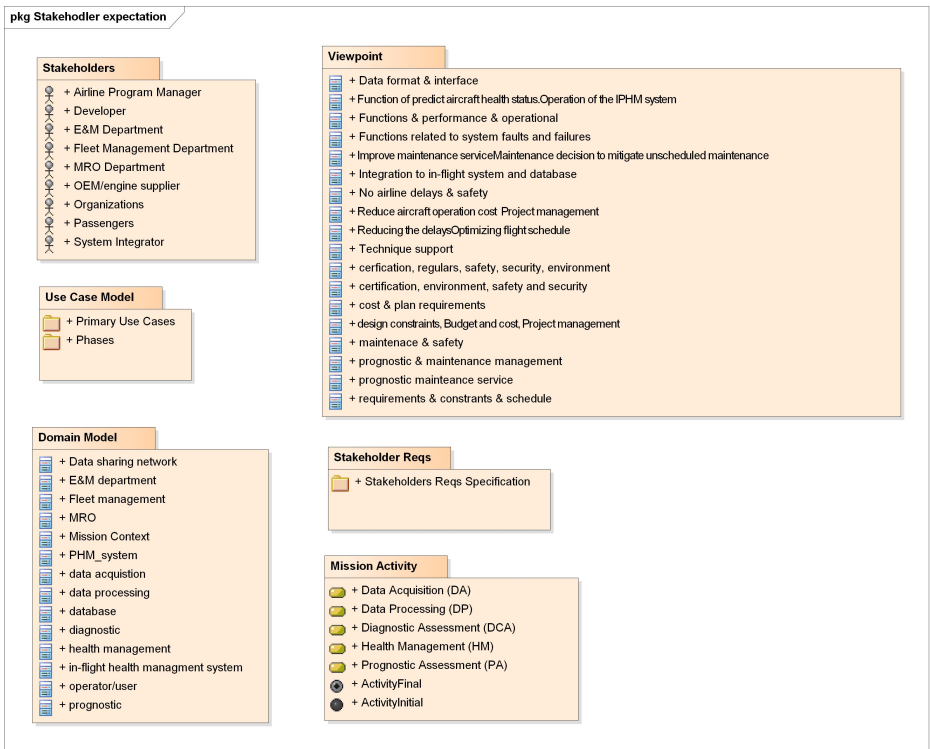 pkg Stakehodler expectation
Stakeholders
+ Airline Program Manager
+ Developer
+ E&M Department
+ Fleet Management Department
+ MRO Department
+ OEM/engine supplier
+ Organizations
+ Passengers
+ System Integrator
Use Case Model
+ Primary Use Cases
+ Phases
Domain Model
+ Data sharing network
+ E&M department
+ Fleet management
+ MRO
+ Mission Context
+ PHM_system
+ data acquistion
+ data processing
+ database
+ diagnostic
+ health management
+ in-flight health managment system
+ operator/user
+ prognostic
Viewpoint
+ Data format & interface
+ Function of predict aircraft health status.Operation of the IPHM system
+ Functions & performance & operational
+ Functions related to system faults and failures
+ Improve maintenance serviceMaintenance decision to mitigate unscheduled maintenance
+ Integration to in-flight system and database
+ No airline delays & safety
+ Reduce aircraft operation cost Project management
+ Reducing the delaysOptimizing flight schedule
+ Technique support
+ cerfication, regulars, safety, security, environment
+ certification, environment, safety and security
+ cost & plan requirements
+ design constraints, Budget and cost, Project management
+ maintenace & safety
+ prognostic & maintenance management
+ prognostic mainteance service
+ requirements & constrants & schedule
Stakeholder Reqs
+ Stakeholders Reqs Specification
Mission Activity
+ Data Acquisition (DA)
+ Data Processing (DP)
+ Diagnostic Assessment (DCA)
+ Health Management (HM)
+ Prognostic Assessment (PA)
+ ActivityFinal
+ ActivityInitial